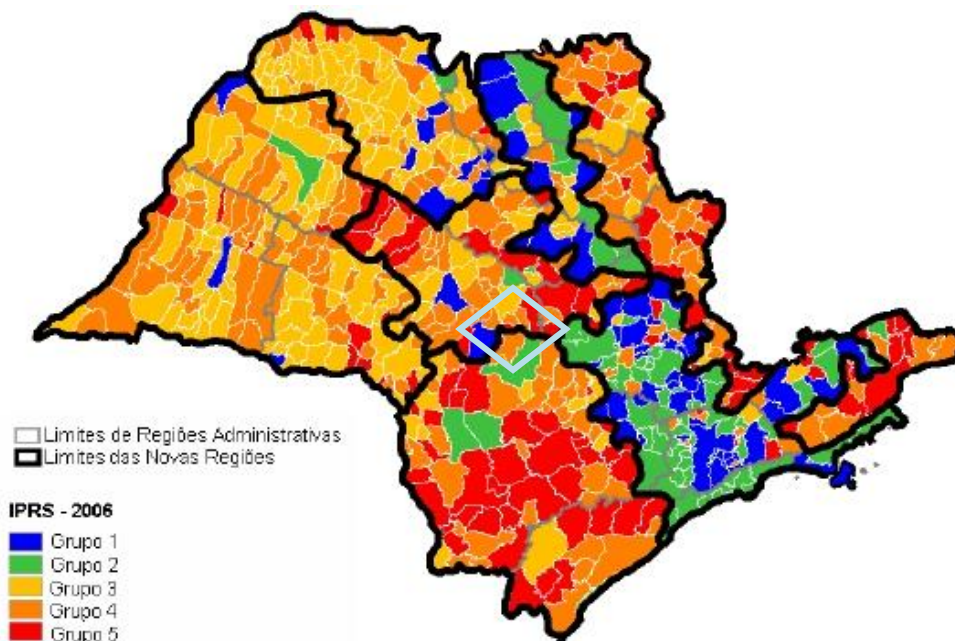 Limites de Regiões Administrativas
Limites das Novas Regiões
IPRS - 2006
Grupo 1
Grupo 2
Grupo 3
Grupo 4
Grupo 5